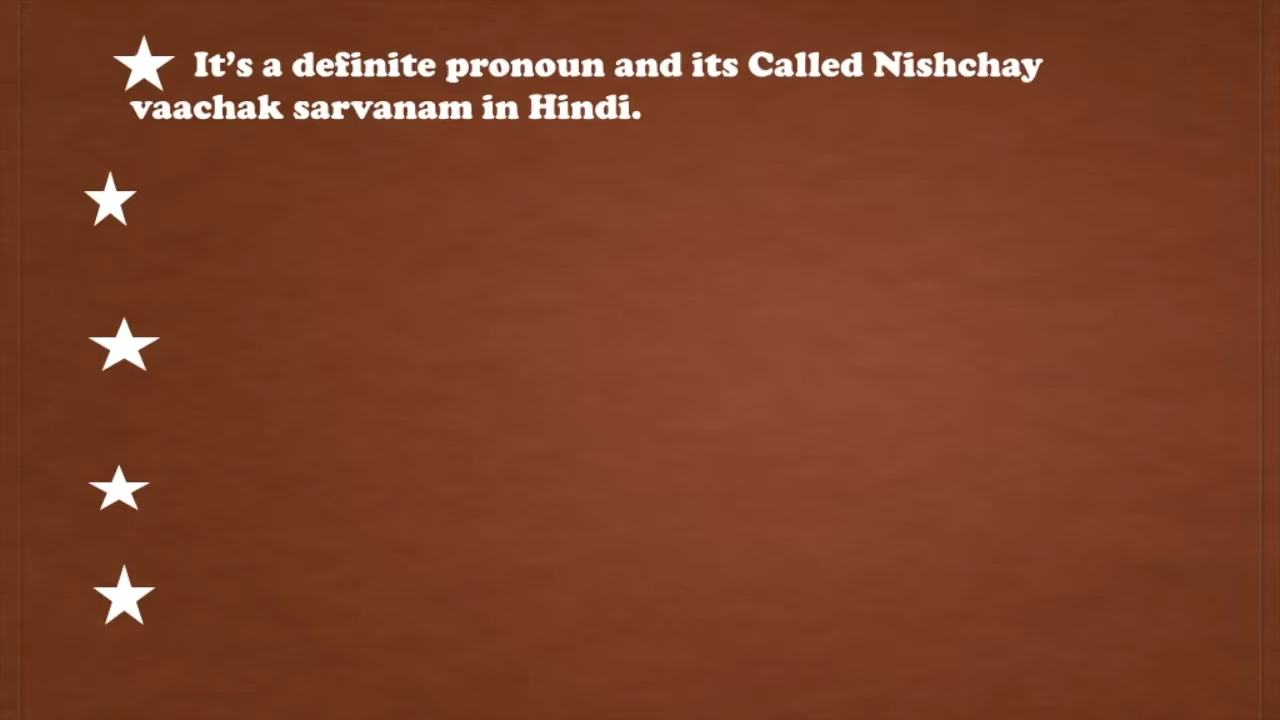 It’s a definite pronoun and its Called Nishchay
vaachak sarvanam in Hindi.